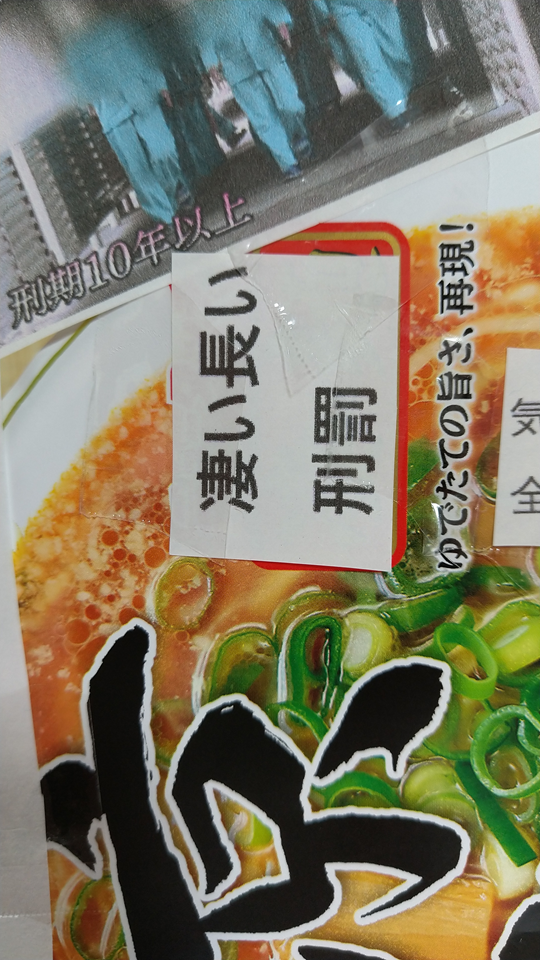 刑期10年以上
凄い長い
刑罰
ゆでたての旨さ、再現!
気
全